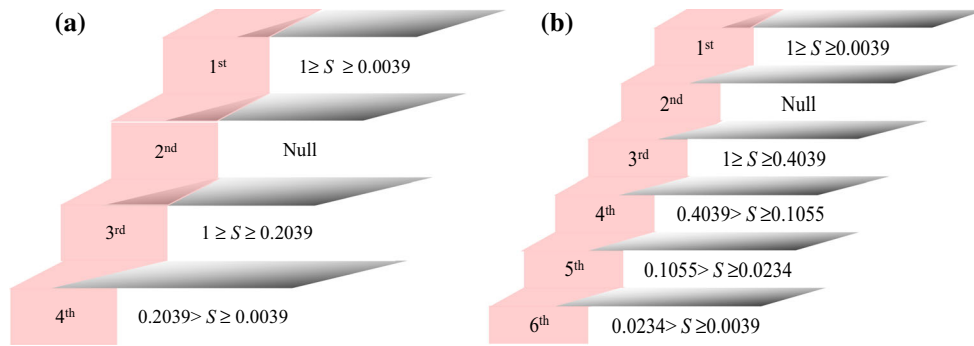 (a)
1st
1≥ S ≥0.0039
2nd
Null
3rd
1 ≥ S ≥0.2039
4th
0.2039> S ≥ 0.0039
(b)
1st
1≥ S ≥0.0039
2nd
Null
3rd
1≥ S ≥0.4039
4th
0.4039> S ≥0.1055
5th
0.1055> S ≥0.0234
6th
0.0234> S ≥0.0039